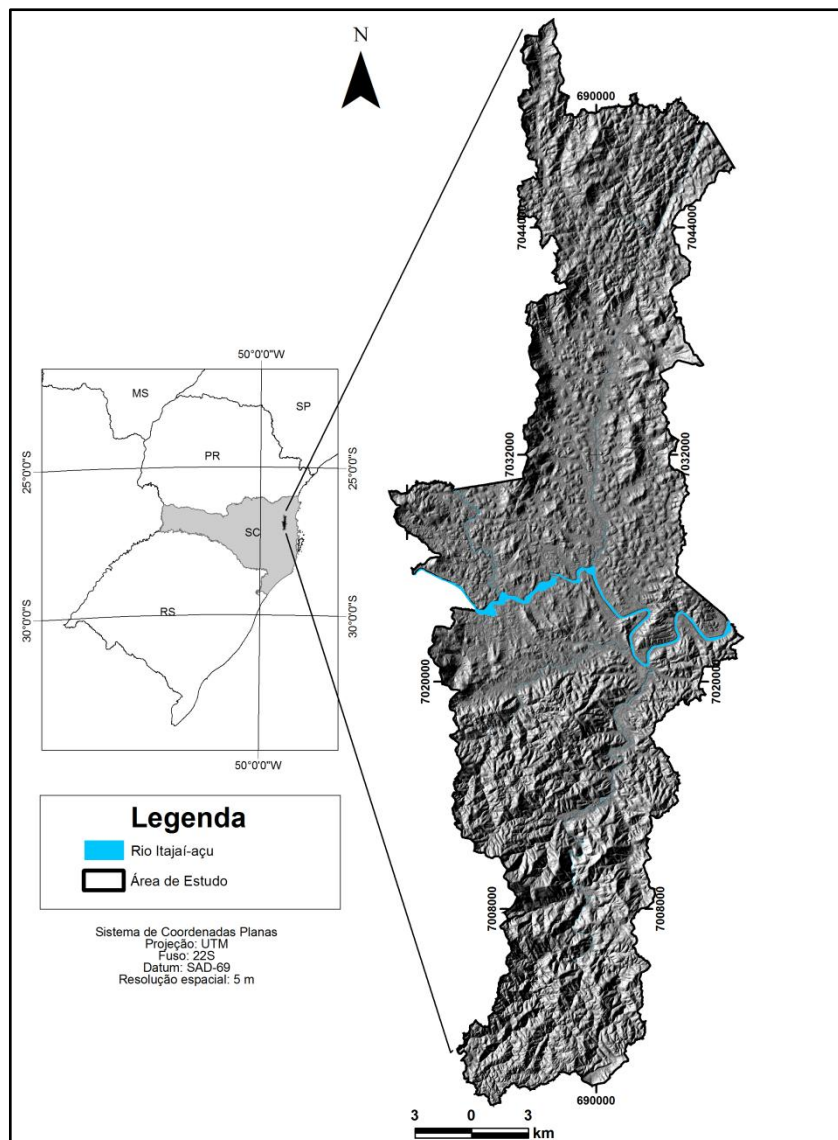 N
690000
7044000
7044000
50°0'0"W
MS
SP
PR
25°0'0"S
25°0'0"S
SC
30°0'0"S
30°0'0"S
RS
50°0'0"W
7032000
7032000
7020000
7020000
7008000
7008000
690000
Legenda
Rio Itajaí-açu
Área de Estudo
Sistema de Coordenadas Planas
Projeção: UTM
Fuso: 22S
Datum: SAD-69
Resolução espacial: 5 m
3 0 3
km